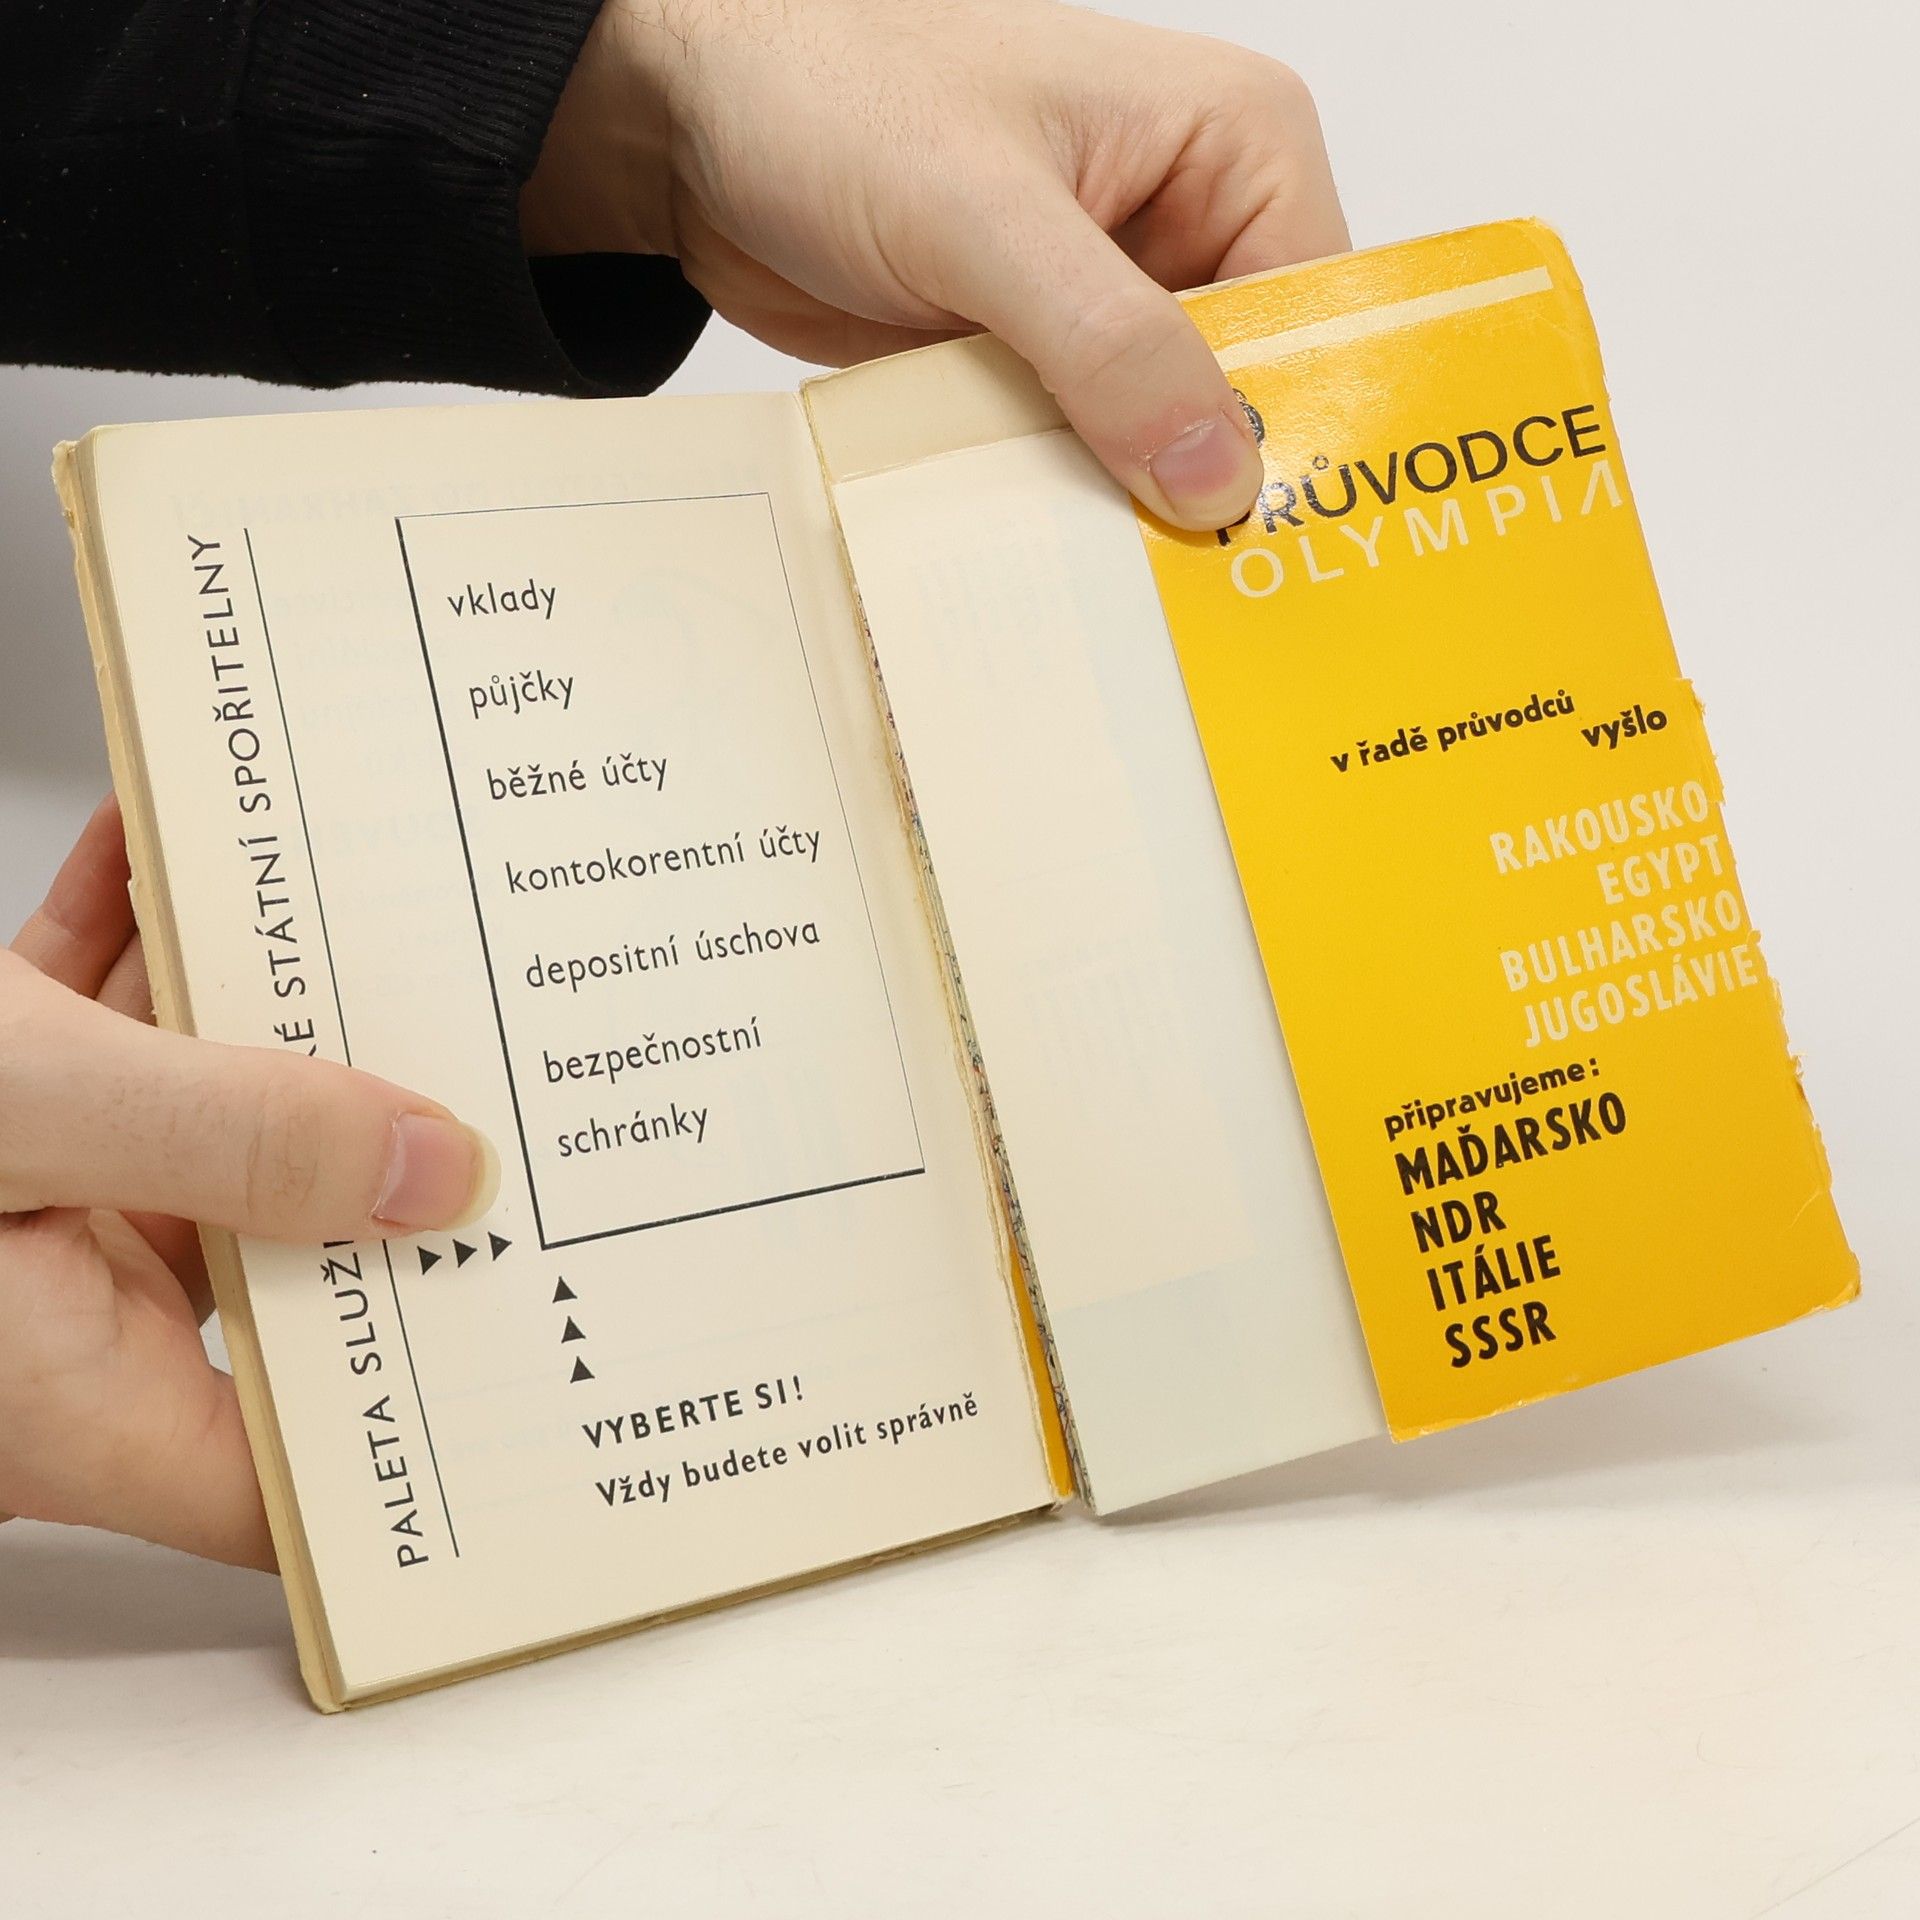 PALETA SLUŽ
É STÁTNÍ SPOŘITELNY
vklady
půjčky
běžné účty
kontokorentní účty
depositní úschova
bezpečnostní
schránky
VYBERTE SI!
Vždy budete volit správně
PRŮVODCE
OLYMPIA
v řadě průvodců
vyšlo
RAKOUSKO
EGYPT
BULHARSKO
JUGOSLÁVIE
připravujeme:
MAĎARSKO
NDR
ITÁLIE
SSSR